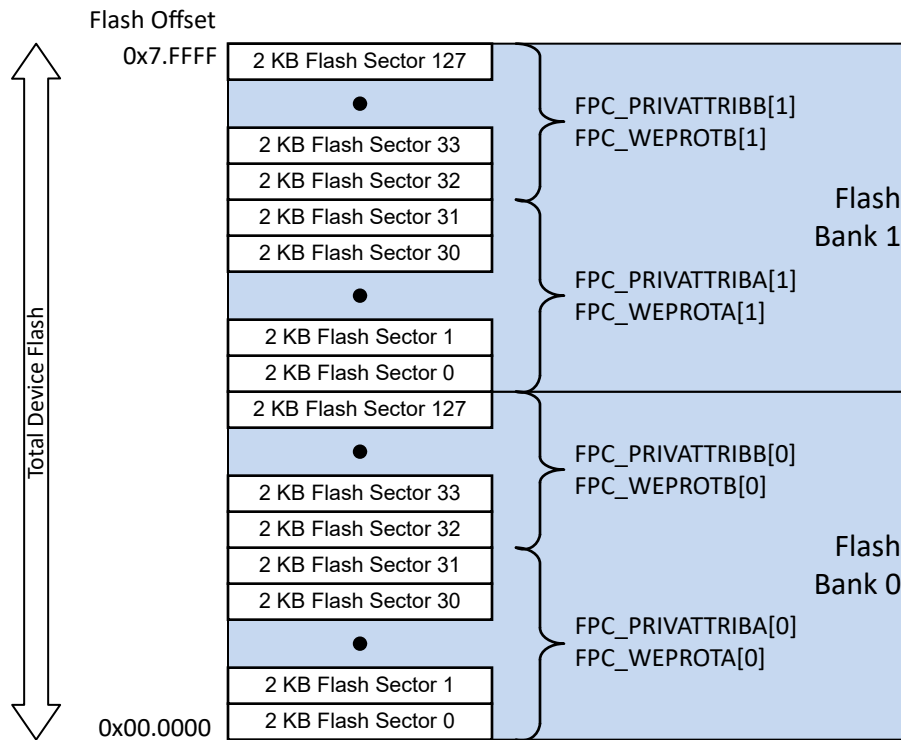 Flash Offset
0x7.FFFF
2 KB Flash Sector 127
2 KB Flash Sector 33
2 KB Flash Sector 32
2 KB Flash Sector 31
2 KB Flash Sector 30
2 KB Flash Sector 1
2 KB Flash Sector 0
FPC_PRIVATTRIBB[1]
FPC_WEPROTB[1]
FPC_PRIVATTRIBA[1]
FPC_WEPROTA[1]
Flash
Bank 1
2 KB Flash Sector 127
2 KB Flash Sector 33
2 KB Flash Sector 32
2 KB Flash Sector 31
2 KB Flash Sector 30
2 KB Flash Sector 1
2 KB Flash Sector 0
FPC_PRIVATTRIBB[0]
FPC_WEPROTB[0]
FPC_PRIVATTRIBA[0]
FPC_WEPROTA[0]
Flash
Bank 0
Total Device Flash
0x00.0000